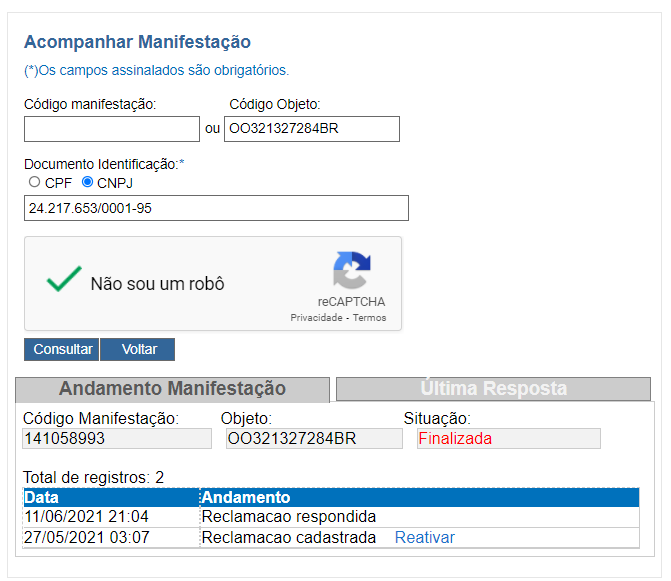 Acompanhar Manifestação
(*)Os campos assinalados são obrigatórios.
Código manifestação: Código Objeto:
ou OO321327284BR
Documento Identificação:*
CPF CNPJ
24.217.653/0001-95
Não sou um robô
reCAPTCHA
Privacidade - Termos
Consultar Voltar
Andamento Manifestação Última Resposta
Código Manifestação: Objeto: Situação:
141058993 OO321327284BR Finalizada
Total de registros: 2
Data Andamento
11/06/2021 21:04 Reclamacao respondida
27/05/2021 03:07 Reclamacao cadastrada Reativar